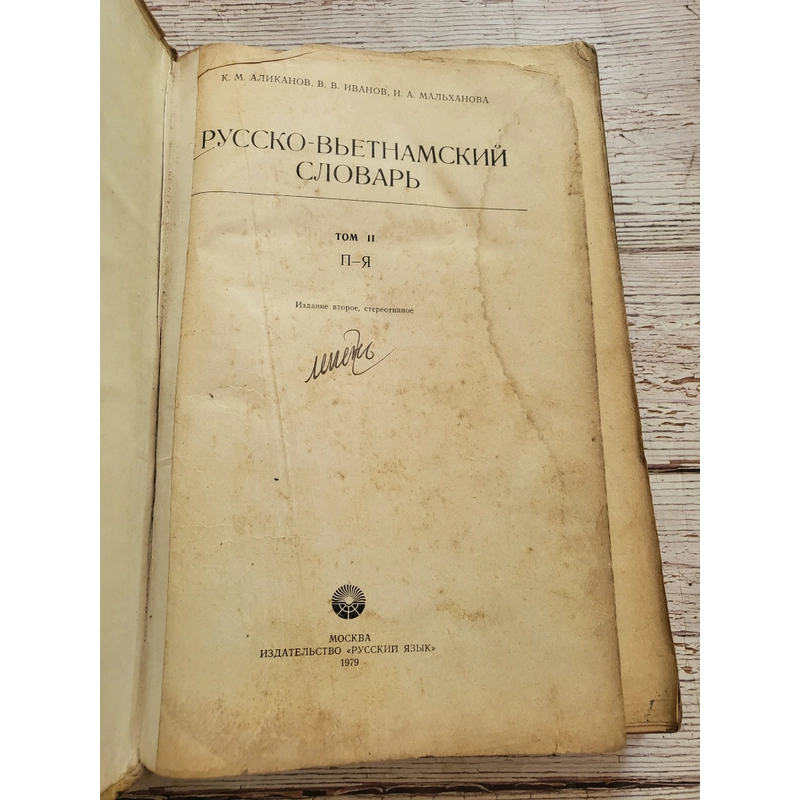 К. М. АЛИКАНОВ, В. В. ИВАНОВ, И. А. МАЛЬХАНОВА
РУССКО-ВЬЕТНАМСКИЙ
СЛОВАРЬ
ТОМ II
П—Я
Издание второе, стереотипное
МОСКВА
ИЗДАТЕЛЬСТВО «РУССКИЙ ЯЗЫК»
1979